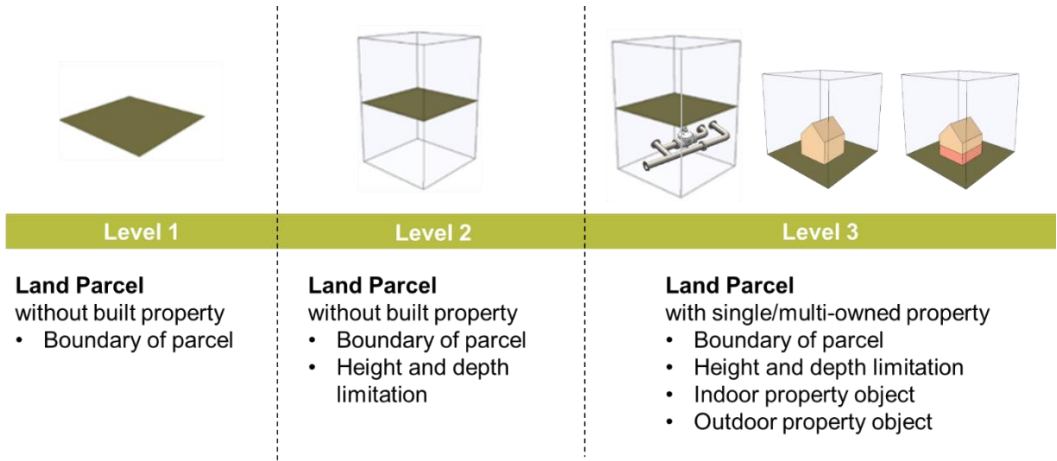 Level 1
Level 2
Level 3
Land Parcel
without built property
• Boundary of parcel
Land Parcel
without built property
• Boundary of parcel
• Height and depth
limitation
Land Parcel
with single/multi-owned property
• Boundary of parcel
• Height and depth limitation
• Indoor property object
• Outdoor property object